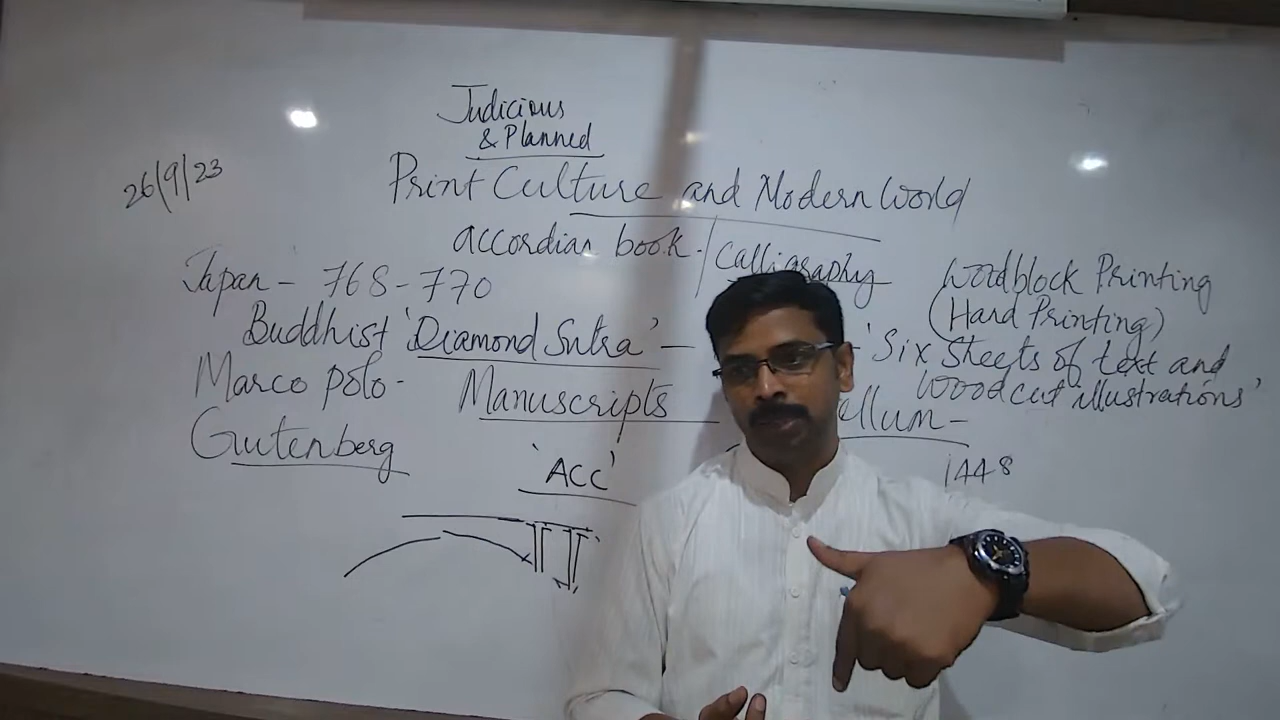 Judicious
& Planned
26/9/23
Print Culture and Modern World
accordian book. / Calligraphy
Japan - 768-770
Woodblock Printing
(Hand Printing)
Buddhist 'Diamond Sutra' -
- 'Six Sheets of text and
Woodcut illustrations'
Marco polo -
Manuscripts
ellum -
Gutenberg
'ACC'
1448